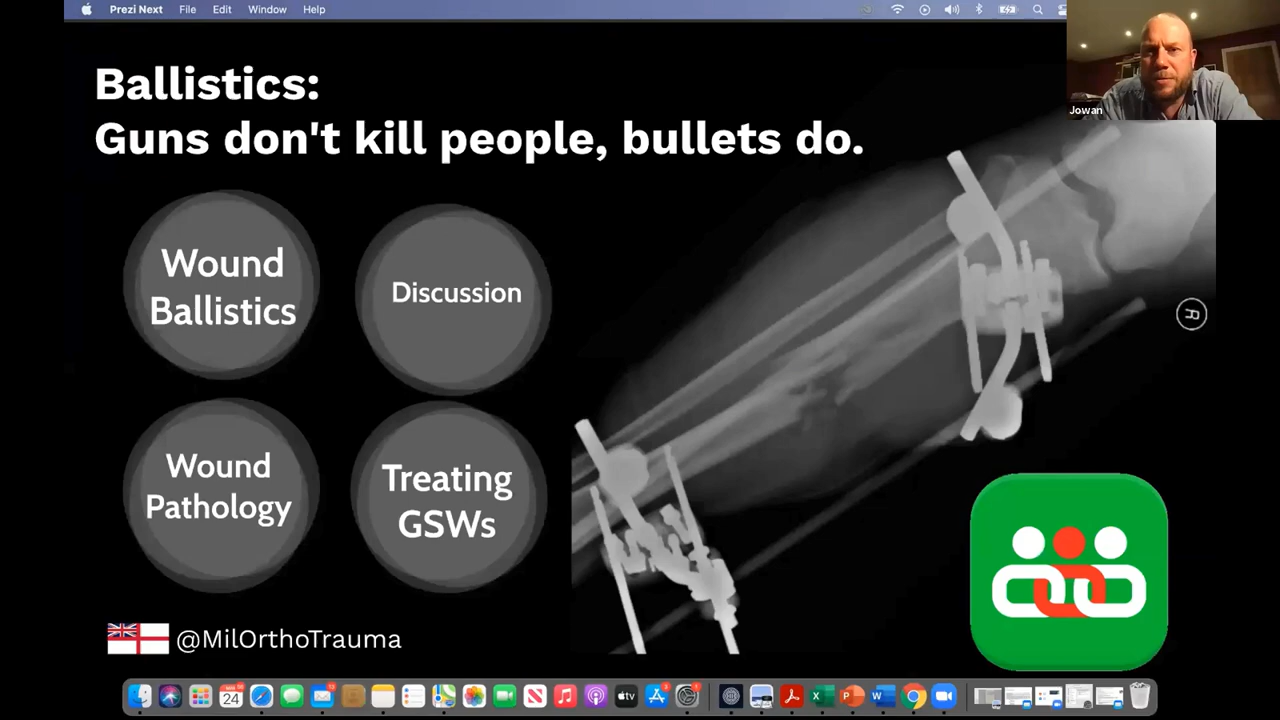 Prezi Next File Edit Window Help
Jowan
Ballistics:
Guns don't kill people, bullets do.
Wound
Ballistics
Discussion
Wound
Pathology
Treating
GSWs
R
@MilOrthoTrauma
24
tv